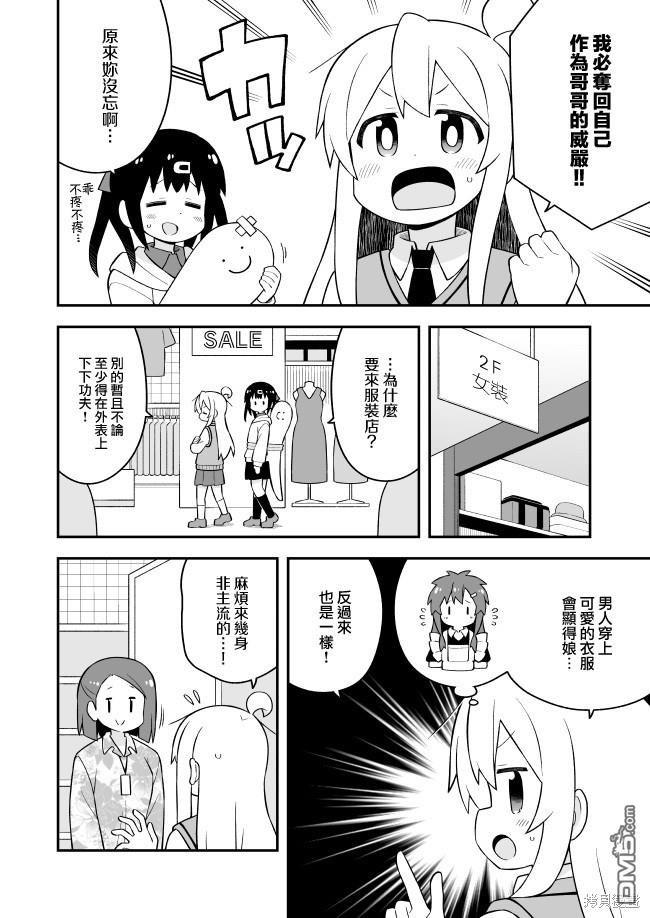 我必奪回自己
作為哥哥的威嚴!!
原來妳沒忘啊…
ガッ
乖
不疼不疼…
2F
女裝
SALE
…為什麼
要來服裝店？
別的暫且不論
至少得在外表上
下下功夫！
男人穿上
可愛的衣服
會顯得娘…
反過來
也是一樣！
麻煩來幾身
非主流的…！
DM5.com
拷貝漫畫